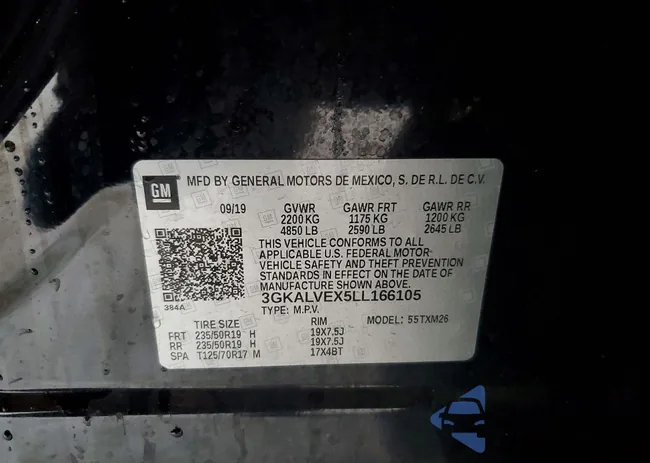 GM
MFD BY GENERAL MOTORS DE MEXICO, S. DE R.L. DE C.V.
09/19 GVWR GAWR FRT GAWR RR
2200 KG 1175 KG 1200 KG
4850 LB 2590 LB 2645 LB
THIS VEHICLE CONFORMS TO ALL
APPLICABLE U.S. FEDERAL MOTOR-
VEHICLE SAFETY AND THEFT PREVENTION
STANDARDS IN EFFECT ON THE DATE OF
MANUFACTURE SHOWN ABOVE.
384A 3GKALVEX5LL166105
TYPE: M.P.V.
TIRE SIZE RIM MODEL: 55TXM26
FRT 235/50R19 H 19X7.5J
RR 235/50R19 H 19X7.5J
SPA T125/70R17 M 17X4BT